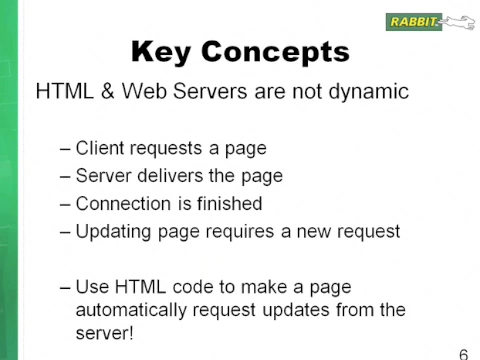 RABBIT
Key Concepts
HTML & Web Servers are not dynamic
– Client requests a page
– Server delivers the page
– Connection is finished
– Updating page requires a new request
– Use HTML code to make a page
automatically request updates from the
server!
6